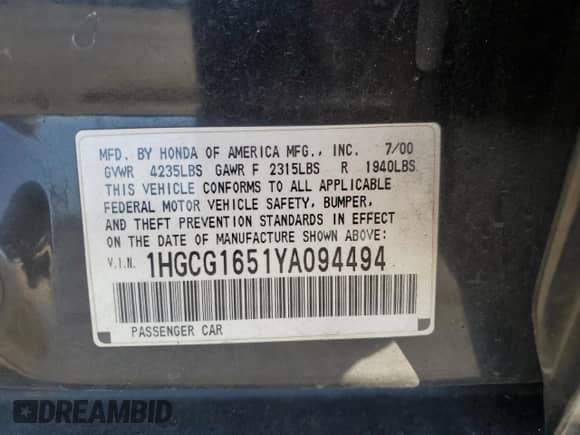 MFD. BY HONDA OF AMERICA MFG., INC. 7/00
GVWR 4235LBS GAWR F 2315LBS R 1940LBS
THIS VEHICLE CONFORMS TO ALL APPLICABLE
FEDERAL MOTOR VEHICLE SAFETY, BUMPER,
AND THEFT PREVENTION STANDARDS IN EFFECT
ON THE DATE OF MANUFACTURE SHOWN ABOVE:
V.I.N. 1HGCG1651YA094494
PASSENGER CAR
DREAMBID